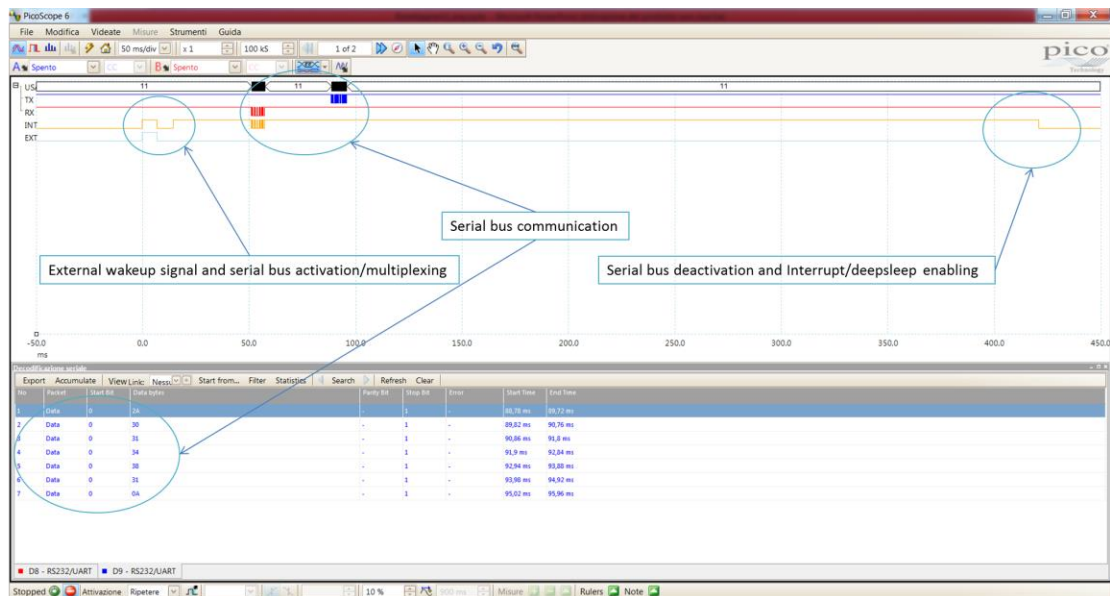 PicoScope 6
File Modifica Videate Misure Strumenti Guida
50 ms/div x 1 100 kS 1 of 2
pico
Technology
A Spento CC B Spento CC
11 11 11
US
TX
RX
INT
EXT
Serial bus communication
External wakeup signal and serial bus activation/multiplexing
Serial bus deactivation and Interrupt/deepsleep enabling
-50.0 0,0 50.0 100.0 150.0 200.0 250.0 300.0 350.0 400.0 450.0
ms
Decodificazione seriale
Export Accumulate View Link: Nessu Start from... Filter Statistics Search Refresh Clear
No Packet Start Bit Data bytes Parity Bit Stop Bit Error Start Time End Time
1 Data 0 2A - 1 - 88,78 ms 89,72 ms
2 Data 0 30 - 1 - 89,82 ms 90,76 ms
3 Data 0 31 - 1 - 90,86 ms 91,8 ms
4 Data 0 34 - 1 - 91,9 ms 92,84 ms
5 Data 0 38 - 1 - 92,94 ms 93,88 ms
6 Data 0 31 - 1 - 93,98 ms 94,92 ms
7 Data 0 0A - 1 - 95,02 ms 95,96 ms
D8 - RS232/UART D9 - RS232/UART
Stopped Attivazione Ripetere 10 % 900 ms Misure Rulers Note